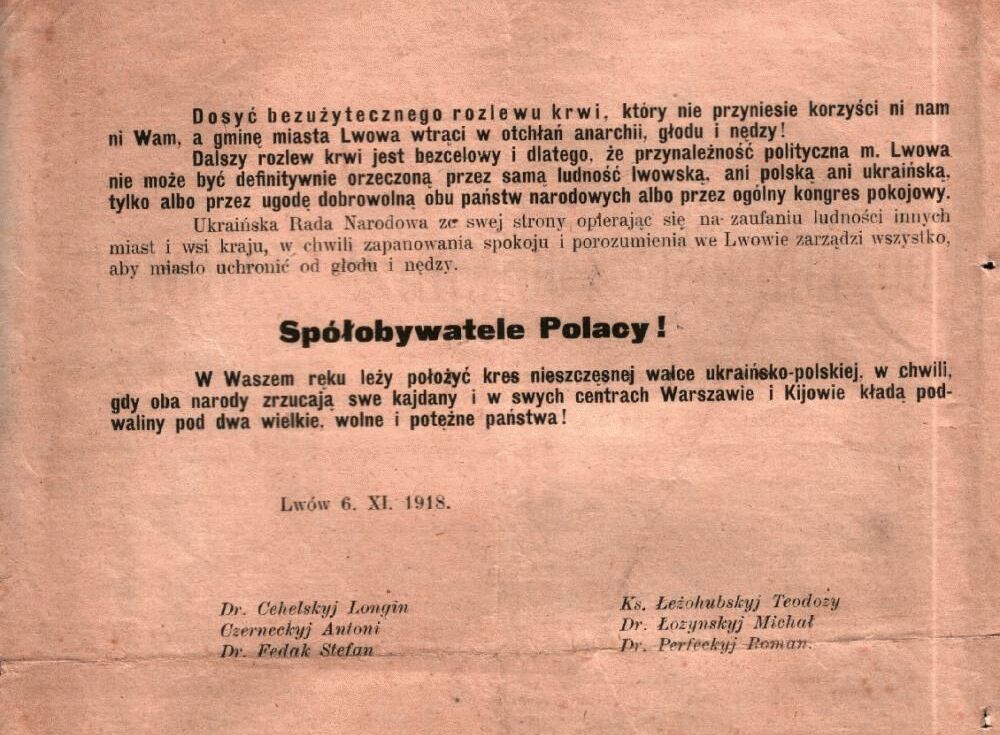 Dosyć bezużytecznego rozlewu krwi, który nie przyniesie korzyści ni nam
ni Wam, a gminę miasta Lwowa wtrąci w otchłań anarchii, głodu i nędzy!
Dalszy rozlew krwi jest bezcelowy i dlatego, że przynależność polityczna m. Lwowa
nie może być definitywnie orzeczoną przez samą ludność lwowską, ani polską ani ukraińską,
tylko albo przez ugodę dobrowolną obu państw narodowych albo przez ogólny kongres pokojowy.
Ukraińska Rada Narodowa ze swej strony opierając się na zaufaniu ludności innych
miast i wsi kraju, w chwili zapanowania spokoju i porozumienia we Lwowie zarządzi wszystko,
aby miasto uchronić od głodu i nędzy.
Spółobywatele Polacy!
W Waszem ręku leży położyć kres nieszczęsnej walce ukraińsko-polskiej, w chwili,
gdy oba narody zrzucają swe kajdany i w swych centrach Warszawie i Kijowie kładą pod-
waliny pod dwa wielkie, wolne i potężne państwa!
Lwów 6. XI. 1918.
Dr. Cehelskyj Longin
Czerneckyj Antoni
Dr. Fedak Stefan
Ks. Leżohubskyj Teodozy
Dr. Łozynskyj Michał
Dr. Perfeckyj Roman.